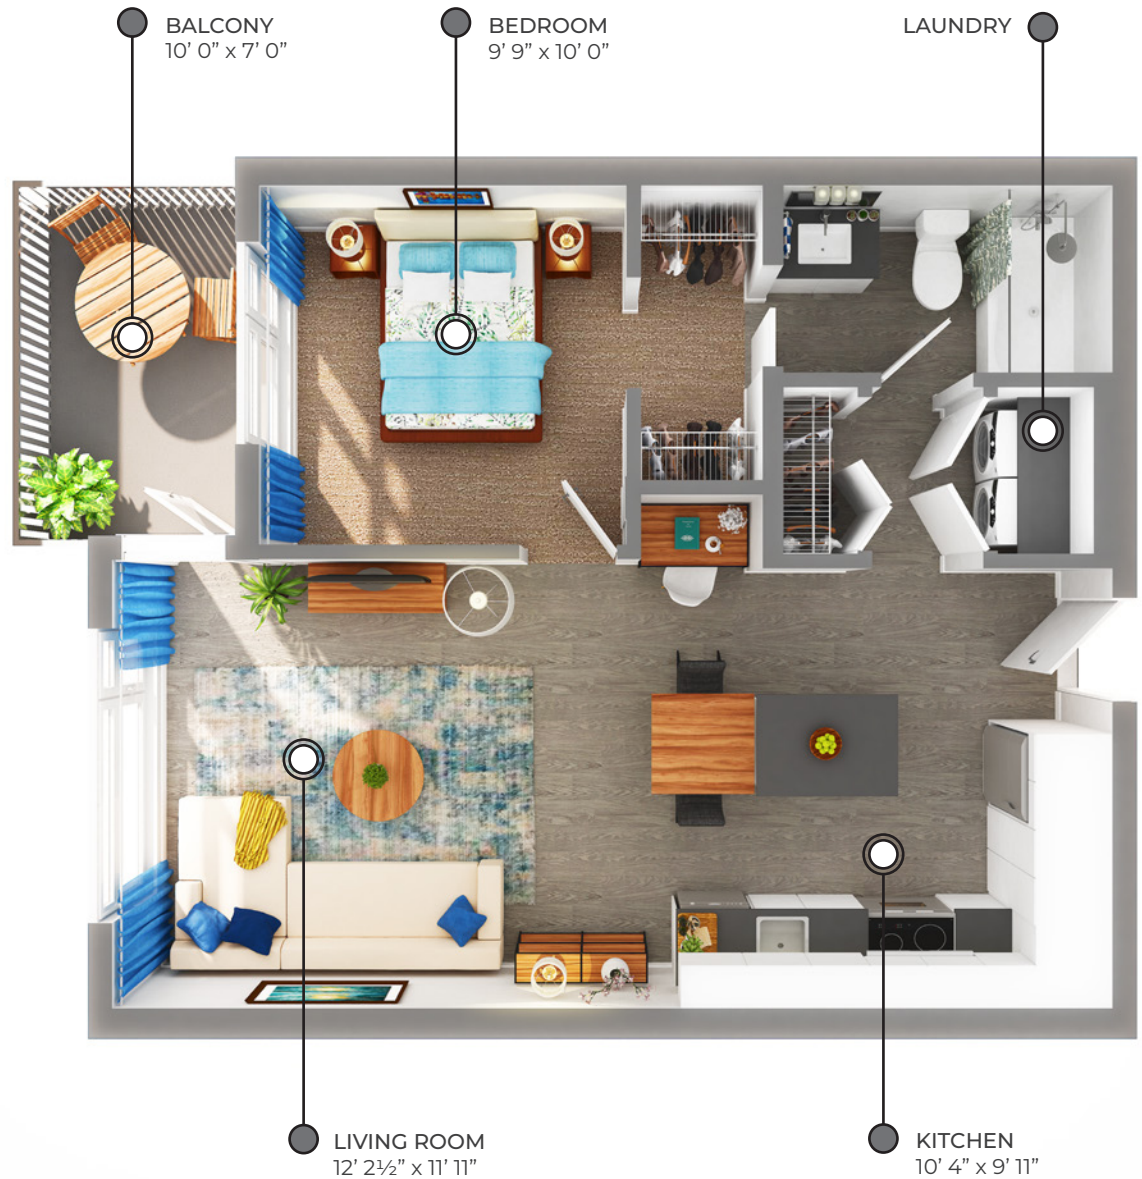 BALCONY
10’ 0” x 7’ 0”
BEDROOM
9’ 9” x 10’ 0”
LAUNDRY
LIVING ROOM
12’ 2½” x 11’ 11”
KITCHEN
10’ 4” x 9’ 11”